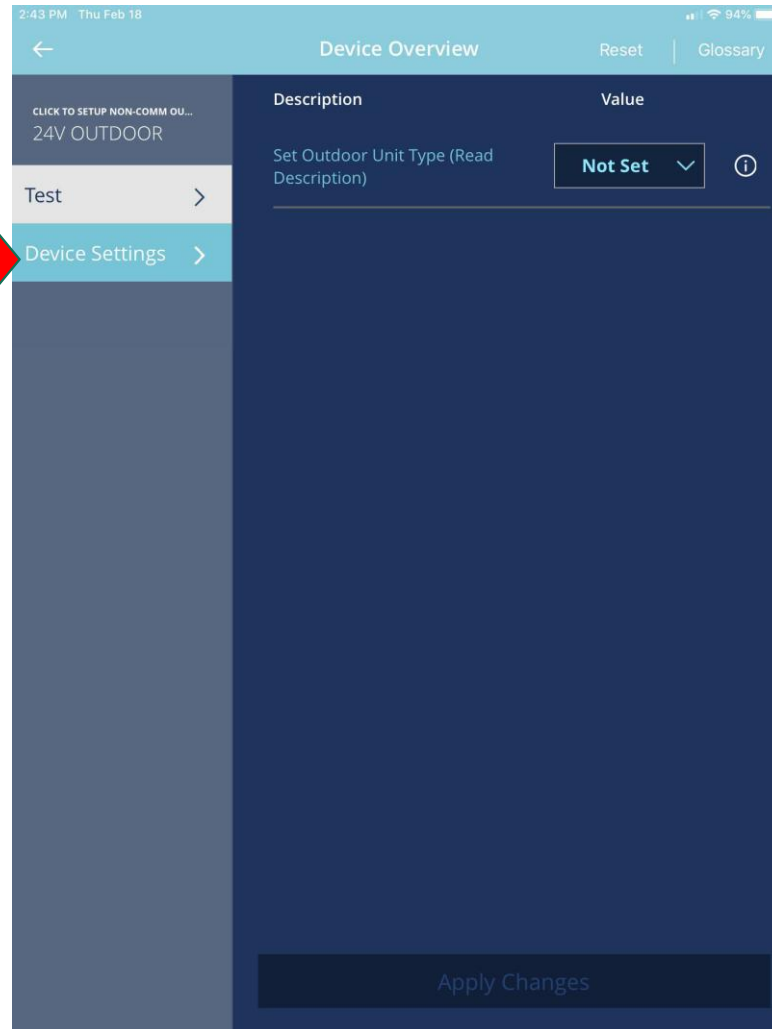 2:43 PM Thu Feb 18
94%
Device Overview
Reset
Glossary
CLICK TO SETUP NON-COMM OU...
24V OUTDOOR
Test
Device Settings
Description
Value
Set Outdoor Unit Type (Read
Description)
Not Set
Apply Changes